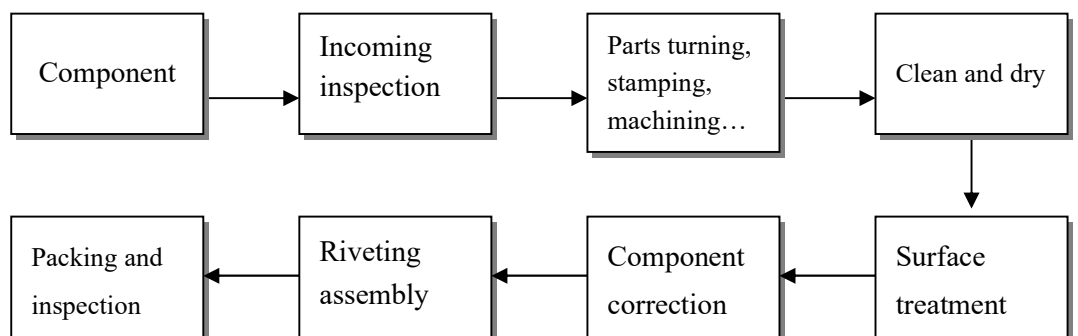 Component
Incoming
inspection
Parts turning,
stamping,
machining…
Clean and dry
Surface
treatment
Component
correction
Riveting
assembly
Packing and
inspection